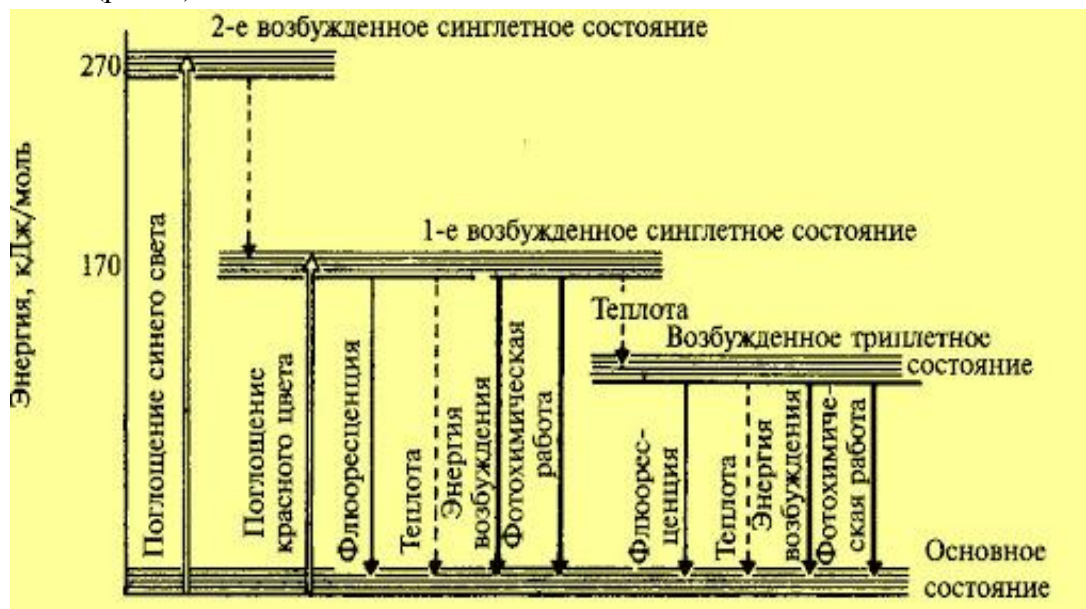 2-е возбужденное синглетное состояние
270
Энергия, кДж/моль
Поглощение синего света
1-е возбужденное синглетное состояние
170
Поглощение
красного цвета
Флюоресценция
Теплота
Энергия
возбуждения
Фотохимическая
работа
Теплота
Возбужденное триплетное
состояние
Флюорес-
ценция
Теплота
Энергия
возбуждения
Фотохимиче-
ская работа
Основное
состояние